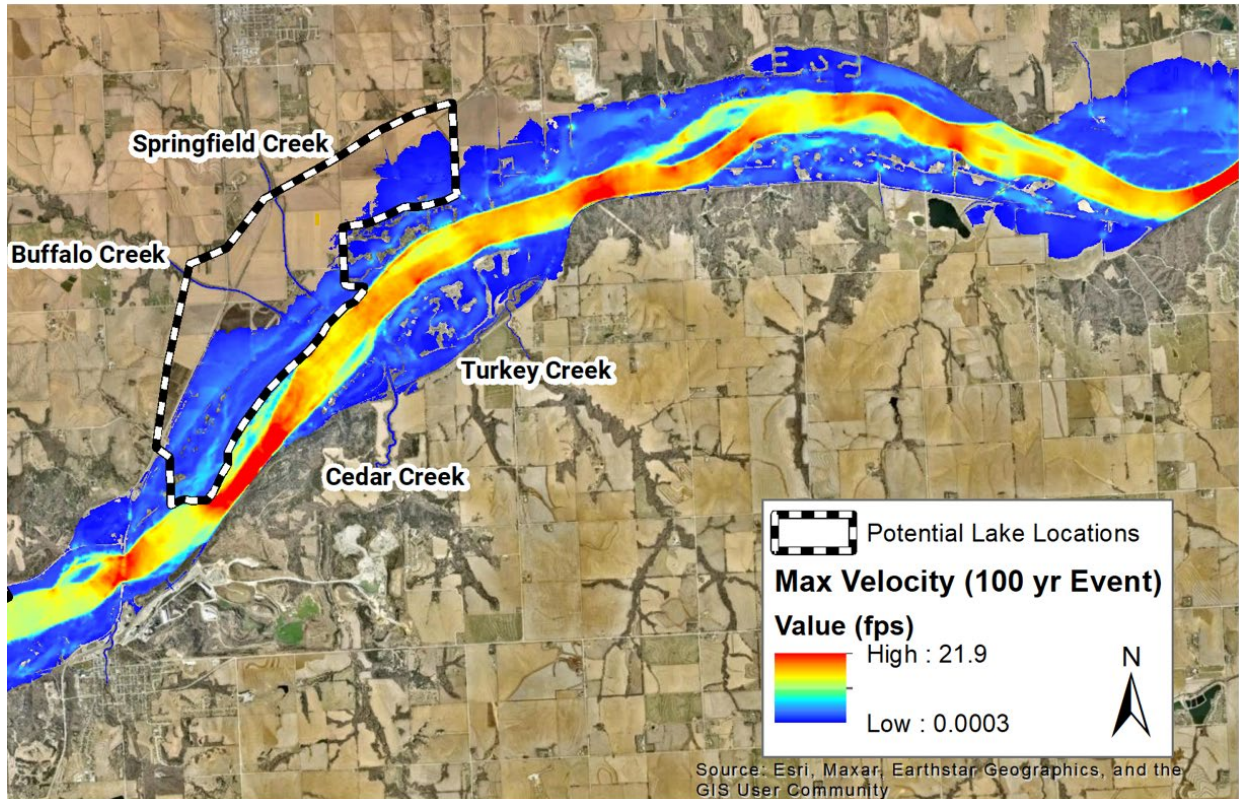 Springfield Creek
Buffalo Creek
Turkey Creek
Cedar Creek
Potential Lake Locations
Max Velocity (100 yr Event)
Value (fps)
High : 21.9
Low : 0.0003
N
Source: Esri, Maxar, Earthstar Geographics, and the
GIS User Community